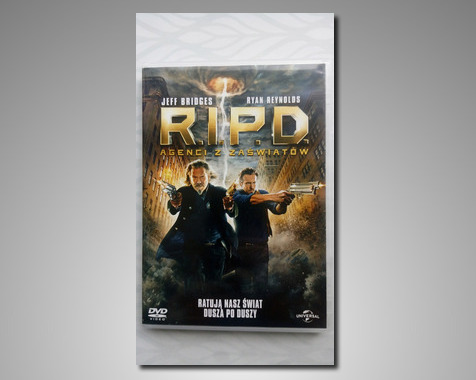 JEFF BRIDGES RYAN REYNOLDS
R.I.P.D.
AGENCI Z ZAŚWIATÓW
RATUJĄ NASZ ŚWIAT
DUSZA PO DUSZY
DVD
VIDEO
UNIVERSAL